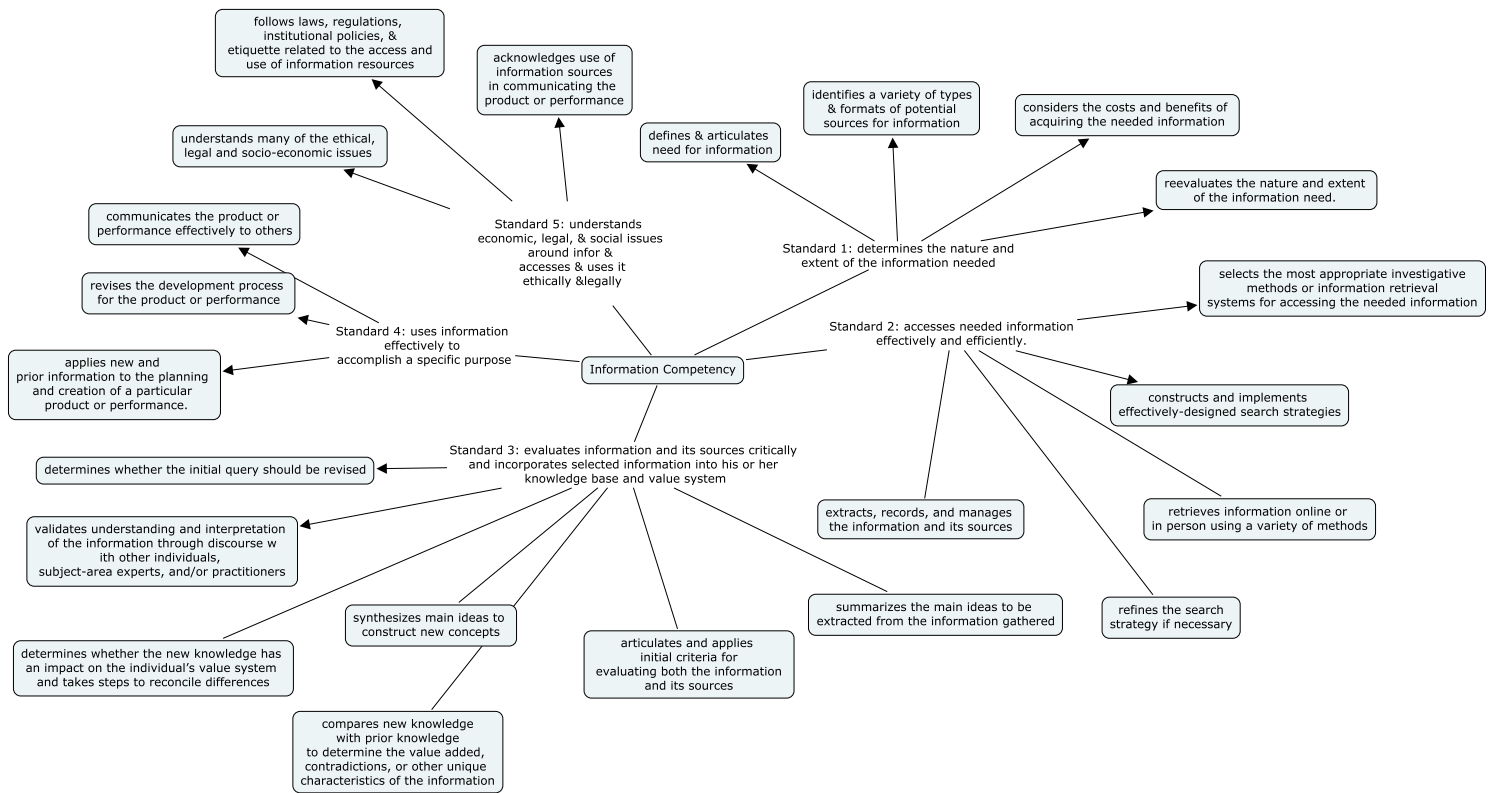 follows laws, regulations,
institutional policies, &
etiquette related to the access and
use of information resources
acknowledges use of
information sources
in communicating the
product or performance
identifies a variety of types
& formats of potential
sources for information
considers the costs and benefits of
acquiring the needed information
defines & articulates
need for information
understands many of the ethical,
legal and socio-economic issues
reevaluates the nature and extent
of the information need.
communicates the product or
performance effectively to others
Standard 5: understands
economic, legal, & social issues
around infor &
accesses & uses it
ethically &legally
Standard 1: determines the nature and
extent of the information needed
revises the development process
for the product or performance
selects the most appropriate investigative
methods or information retrieval
systems for accessing the needed information
Standard 4: uses information
effectively to
accomplish a specific purpose
Standard 2: accesses needed information
effectively and efficiently.
Information Competency
applies new and
prior information to the planning
and creation of a particular
product or performance.
constructs and implements
effectively-designed search strategies
Standard 3: evaluates information and its sources critically
and incorporates selected information into his or her
knowledge base and value system
determines whether the initial query should be revised
extracts, records, and manages
the information and its sources
retrieves information online or
in person using a variety of methods
validates understanding and interpretation
of the information through discourse w
ith other individuals,
subject-area experts, and/or practitioners
synthesizes main ideas to
construct new concepts
summarizes the main ideas to be
extracted from the information gathered
refines the search
strategy if necessary
determines whether the new knowledge has
an impact on the individual's value system
and takes steps to reconcile differences
articulates and applies
initial criteria for
evaluating both the information
and its sources
compares new knowledge
with prior knowledge
to determine the value added,
contradictions, or other unique
characteristics of the information